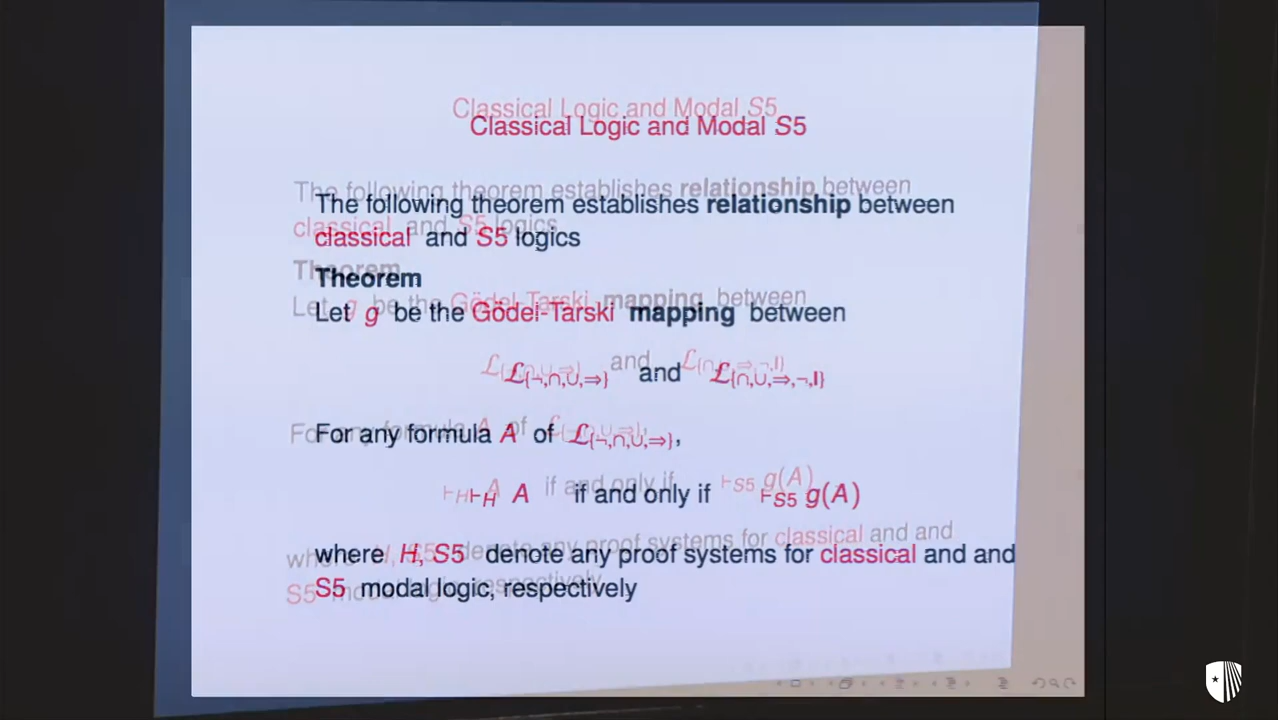 Classical Logic and Modal S5
The following theorem establishes relationship between
classical and S5 logics
Theorem
Let g be the Gödel-Tarski mapping between
ℒ{¬,∩,∪,⇒} and ℒ{∩,∪,⇒,¬,I}
For any formula A of ℒ{¬,∩,∪,⇒},
⊢H A if and only if ⊢S5 g(A)
where H, S5 denote any proof systems for classical and and
S5 modal logic, respectively